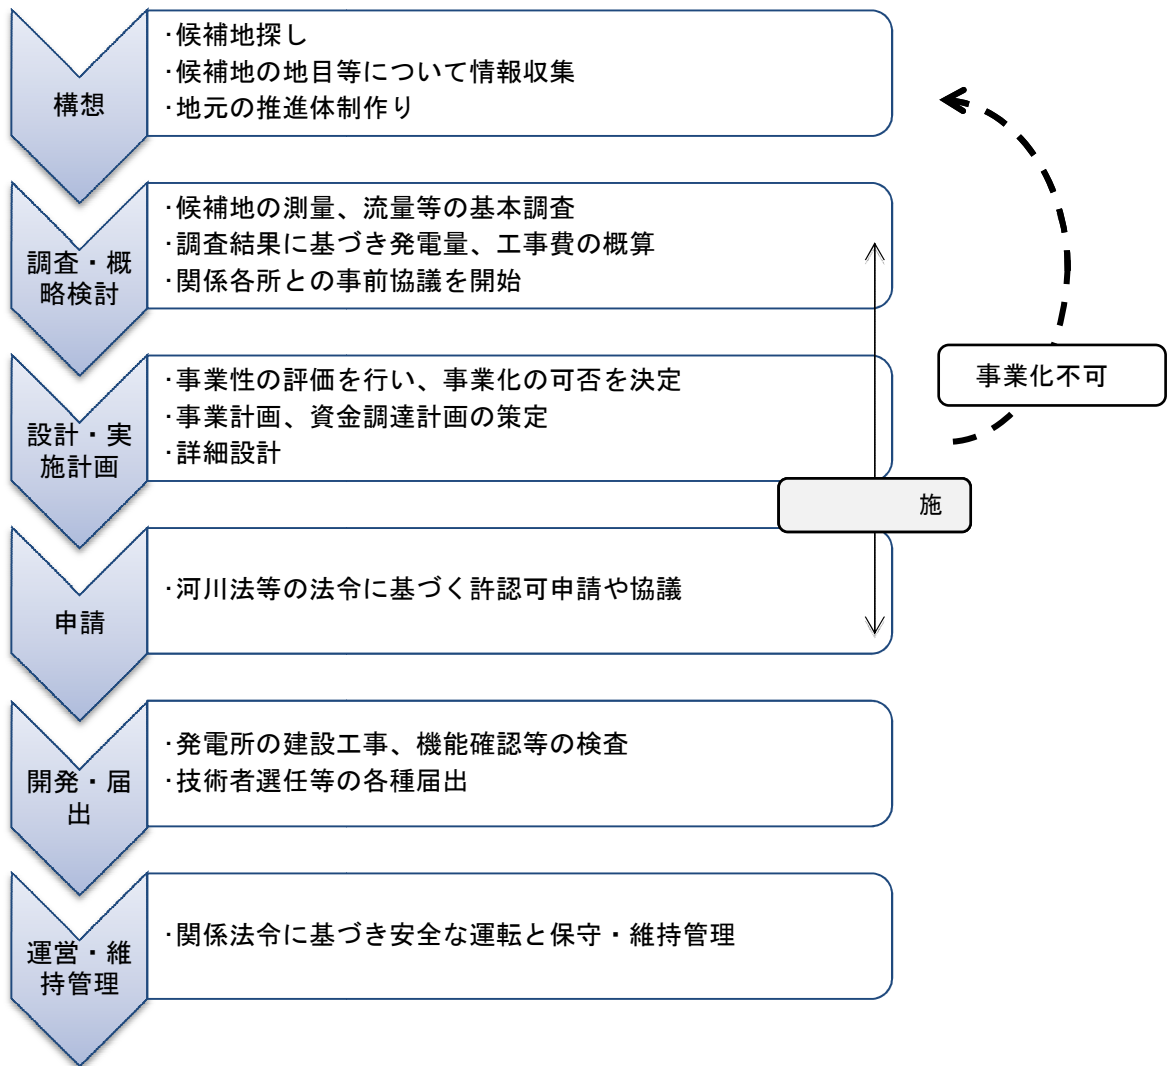 構想
･候補地探し
･候補地の地目等について情報収集
･地元の推進体制作り
調査・概
略検討
･候補地の測量、流量等の基本調査
･調査結果に基づき発電量、工事費の概算
･関係各所との事前協議を開始
設計・実
施計画
･事業性の評価を行い、事業化の可否を決定
･事業計画、資金調達計画の策定
･詳細設計
事業化不可
施
申請
･河川法等の法令に基づく許認可申請や協議
開発・届
出
･発電所の建設工事、機能確認等の検査
･技術者選任等の各種届出
運営・維
持管理
･関係法令に基づき安全な運転と保守・維持管理